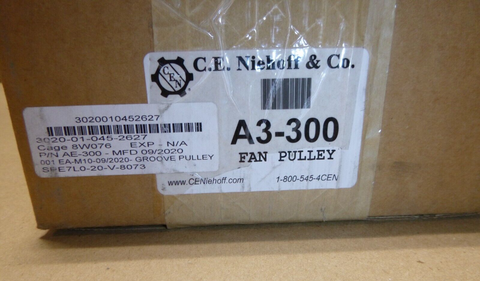 C.E. Niehoff & Co.
CEN
A3-300
FAN PULLEY
www.CENiehoff.com
1-800-545-4CEN
3020010452627
3020-01-045-2627
Cage 8W076 EXP - N/A
P/N AE-300 - MFD 09/2020
001 EA-M10-09/2020- GROOVE PULLEY
SPE7L0-20-V-8073